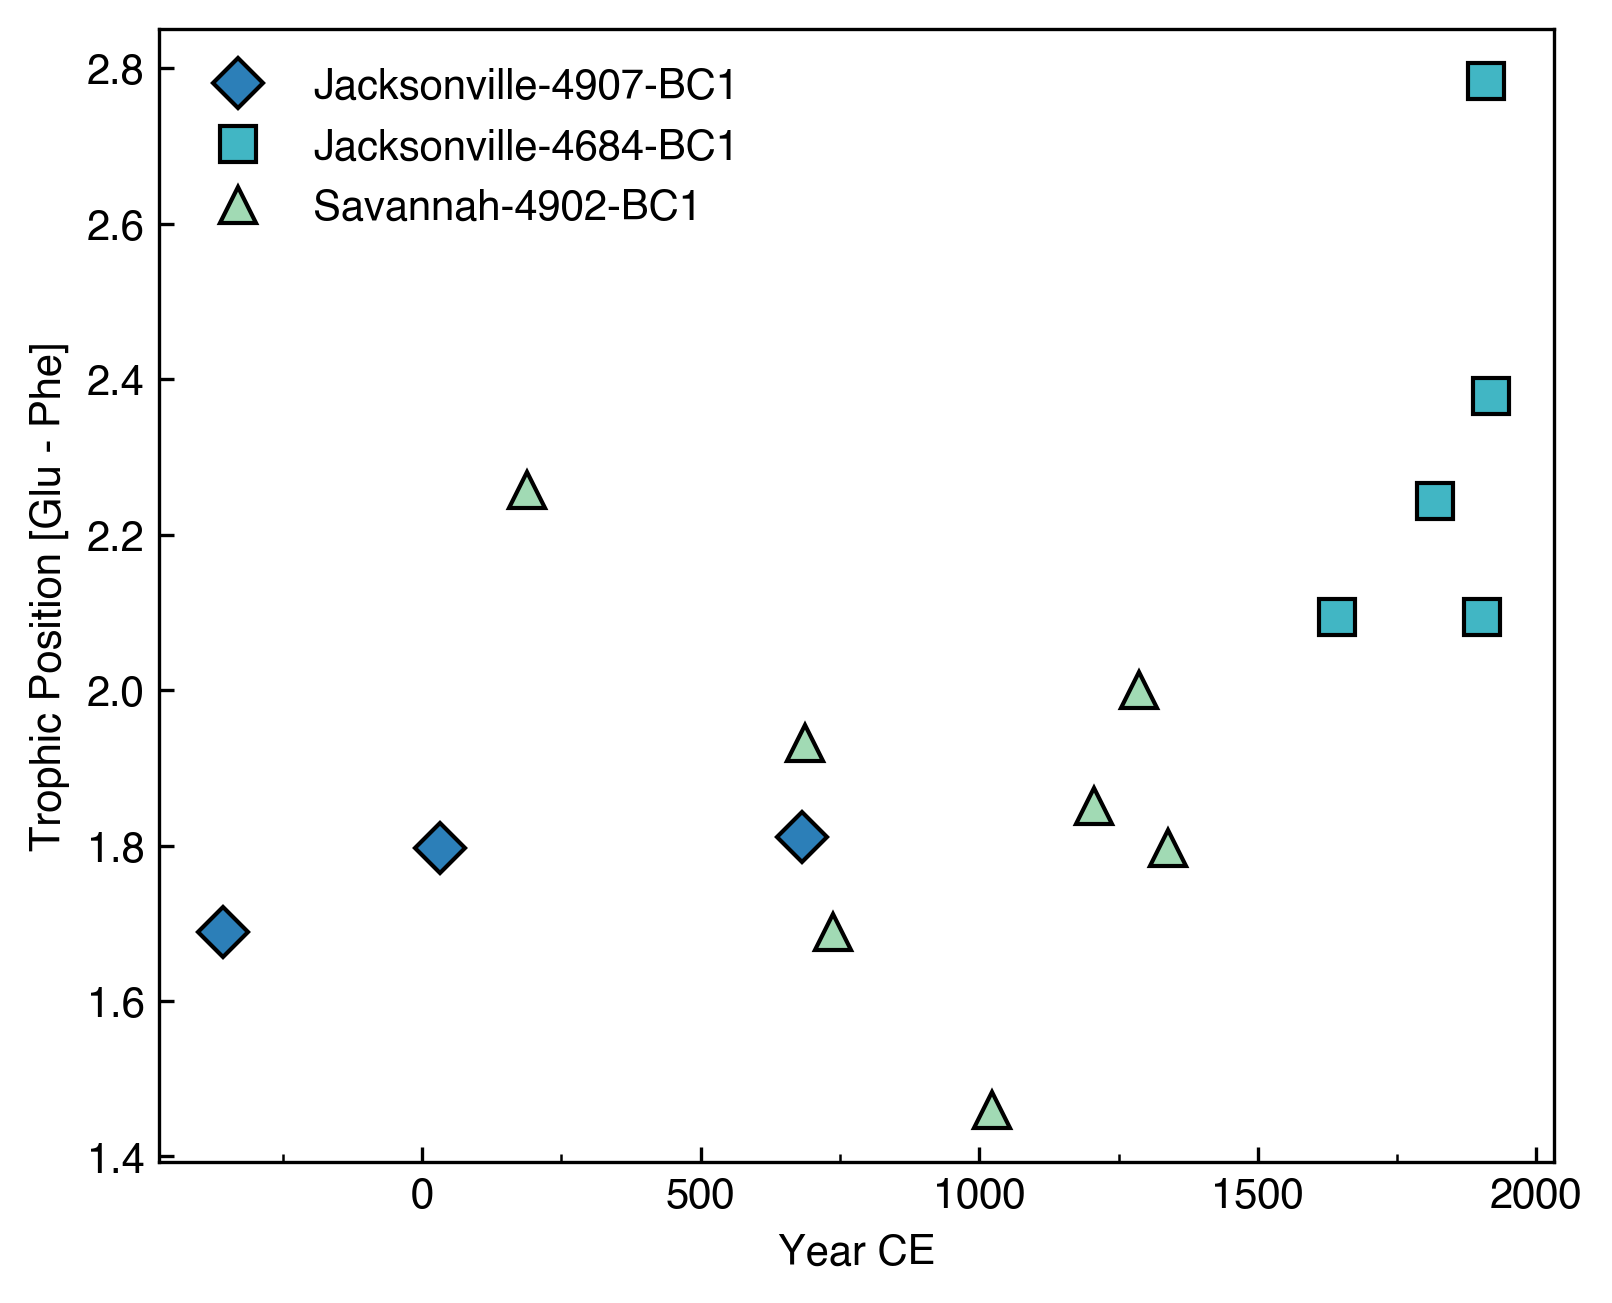 Jacksonville-4907-BC1
Jacksonville-4684-BC1
Savannah-4902-BC1
2.8
2.6
2.4
2.2
2.0
1.8
1.6
1.4
Trophic Position [Glu - Phe]
0 500 1000 1500 2000
Year CE